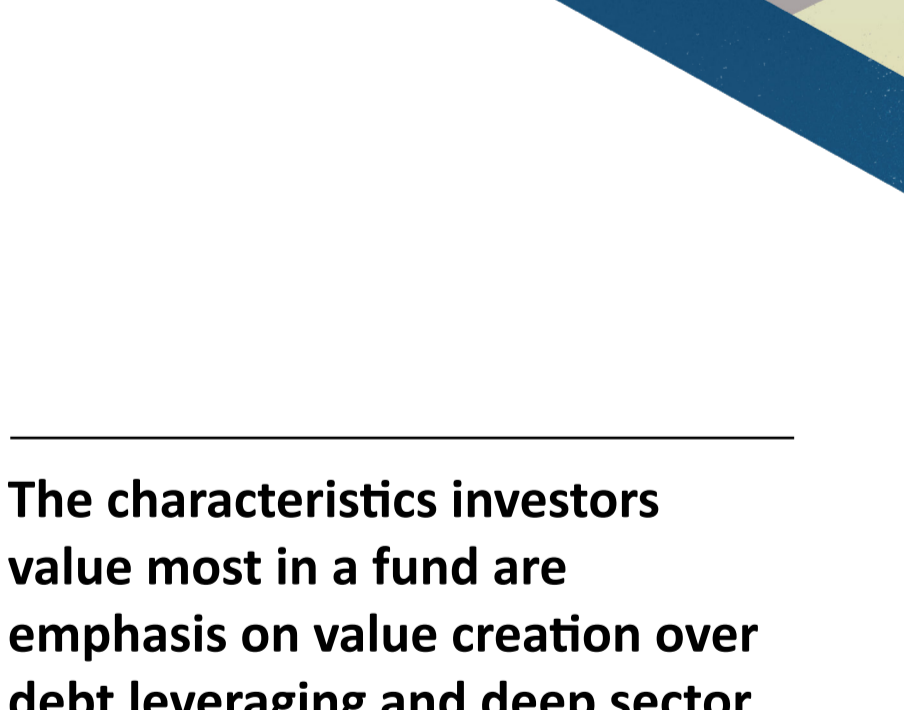 The characteristics investors
value most in a fund are
emphasis on value creation over
debt leveraging and deep sector